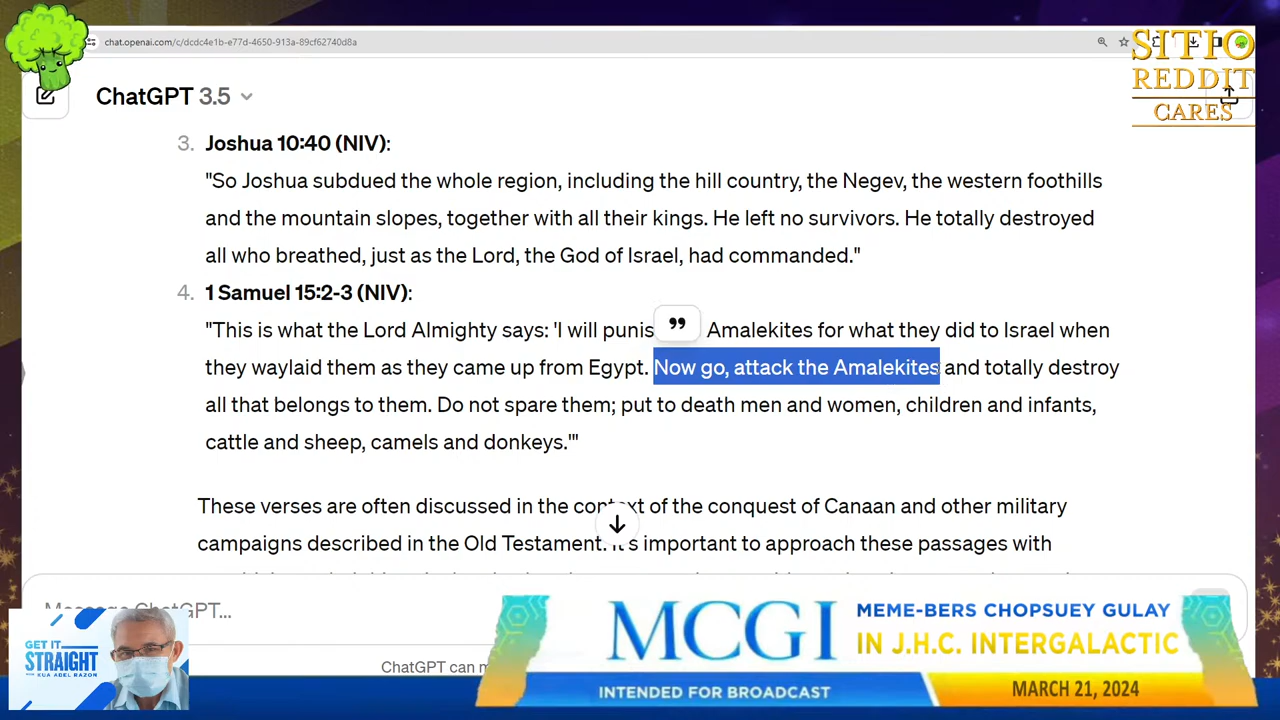 chat.openai.com/c/dcdc4e1b-e77d-4650-913a-89cf62740d8a
SITIO
REDDIT
CARES
ChatGPT 3.5
3. Joshua 10:40 (NIV):
"So Joshua subdued the whole region, including the hill country, the Negev, the western foothills
and the mountain slopes, together with all their kings. He left no survivors. He totally destroyed
all who breathed, just as the Lord, the God of Israel, had commanded."
4. 1 Samuel 15:2-3 (NIV):
"This is what the Lord Almighty says: 'I will punis Amalekites for what they did to Israel when
they waylaid them as they came up from Egypt. Now go, attack the Amalekites and totally destroy
all that belongs to them. Do not spare them; put to death men and women, children and infants,
cattle and sheep, camels and donkeys.'"
These verses are often discussed in the context of the conquest of Canaan and other military
campaigns described in the Old Testament. It's important to approach these passages with
Message ChatGPT...
ChatGPT can
GET IT
STRAIGHT
WITH KUA ADEL RAZON
MCGI
MEME-BERS CHOPSUEY GULAY
IN J.H.C. INTERGALACTIC
INTENDED FOR BROADCAST
MARCH 21, 2024